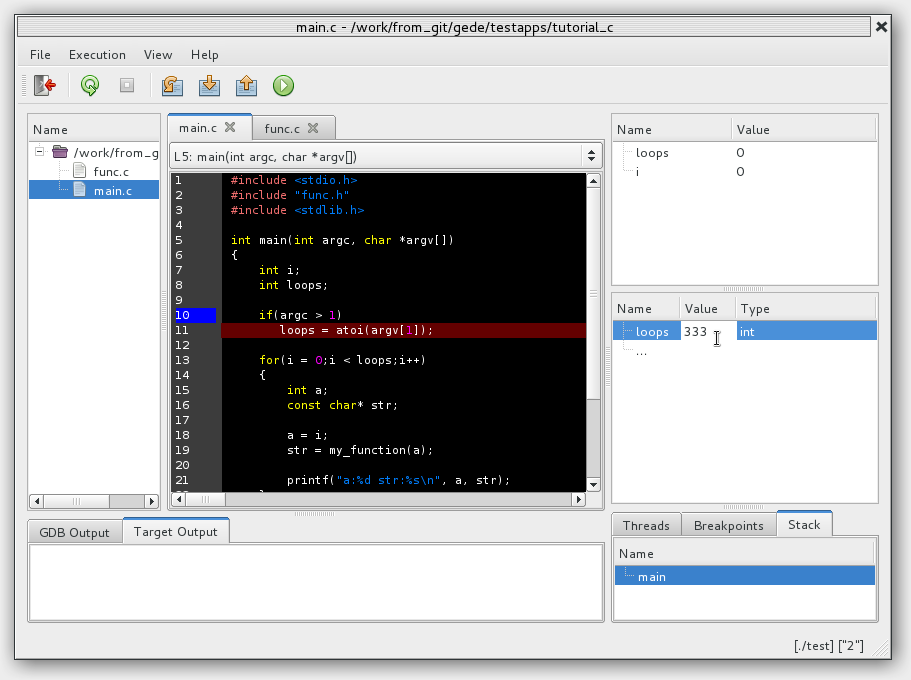 main.c - /work/from_git/gede/testapps/tutorial_c
File Execution View Help
Name
/work/from_g
func.c
main.c
main.c
func.c
L5: main(int argc, char *argv[])
1 #include <stdio.h>
2 #include "func.h"
3 #include <stdlib.h>
4
5 int main(int argc, char *argv[])
6 {
7 int i;
8 int loops;
9
10 if(argc > 1)
11 loops = atoi(argv[1]);
12
13 for(i = 0;i < loops;i++)
14 {
15 int a;
16 const char* str;
17
18 a = i;
19 str = my_function(a);
20
21 printf("a:%d str:%s\n", a, str);
Name Value
loops 0
i 0
Name Value Type
loops 333 int
...
GDB Output Target Output
Threads Breakpoints Stack
Name
main
[./test] ["2"]